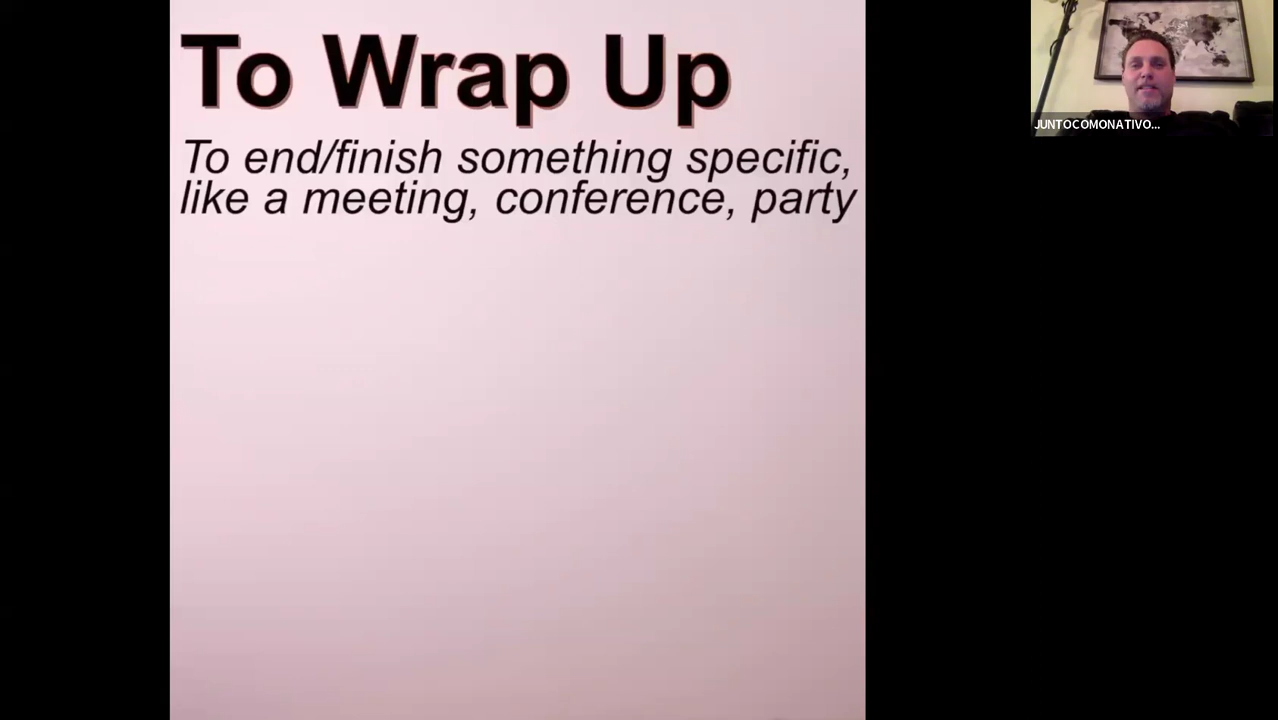 To Wrap Up
To end/finish something specific,
like a meeting, conference, party
JUNTOCOMONATIVO...